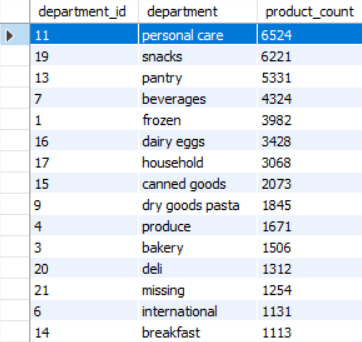 department_id department product_count
11 personal care 6524
19 snacks 6221
13 pantry 5331
7 beverages 4324
1 frozen 3982
16 dairy eggs 3428
17 household 3068
15 canned goods 2073
9 dry goods pasta 1845
4 produce 1671
3 bakery 1506
20 deli 1312
21 missing 1254
6 international 1131
14 breakfast 1113